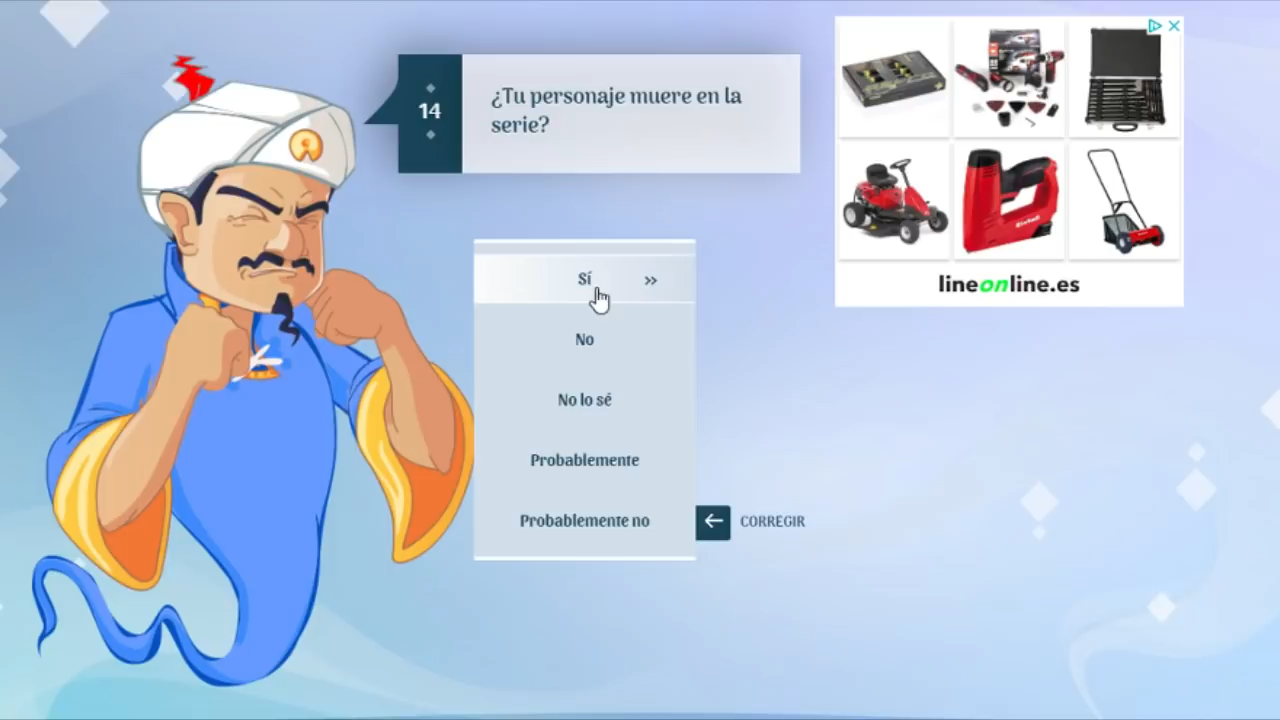 14
¿Tu personaje muere en la
serie?
Sí »
No
No lo sé
Probablemente
Probablemente no
CORREGIR
lineonline.es